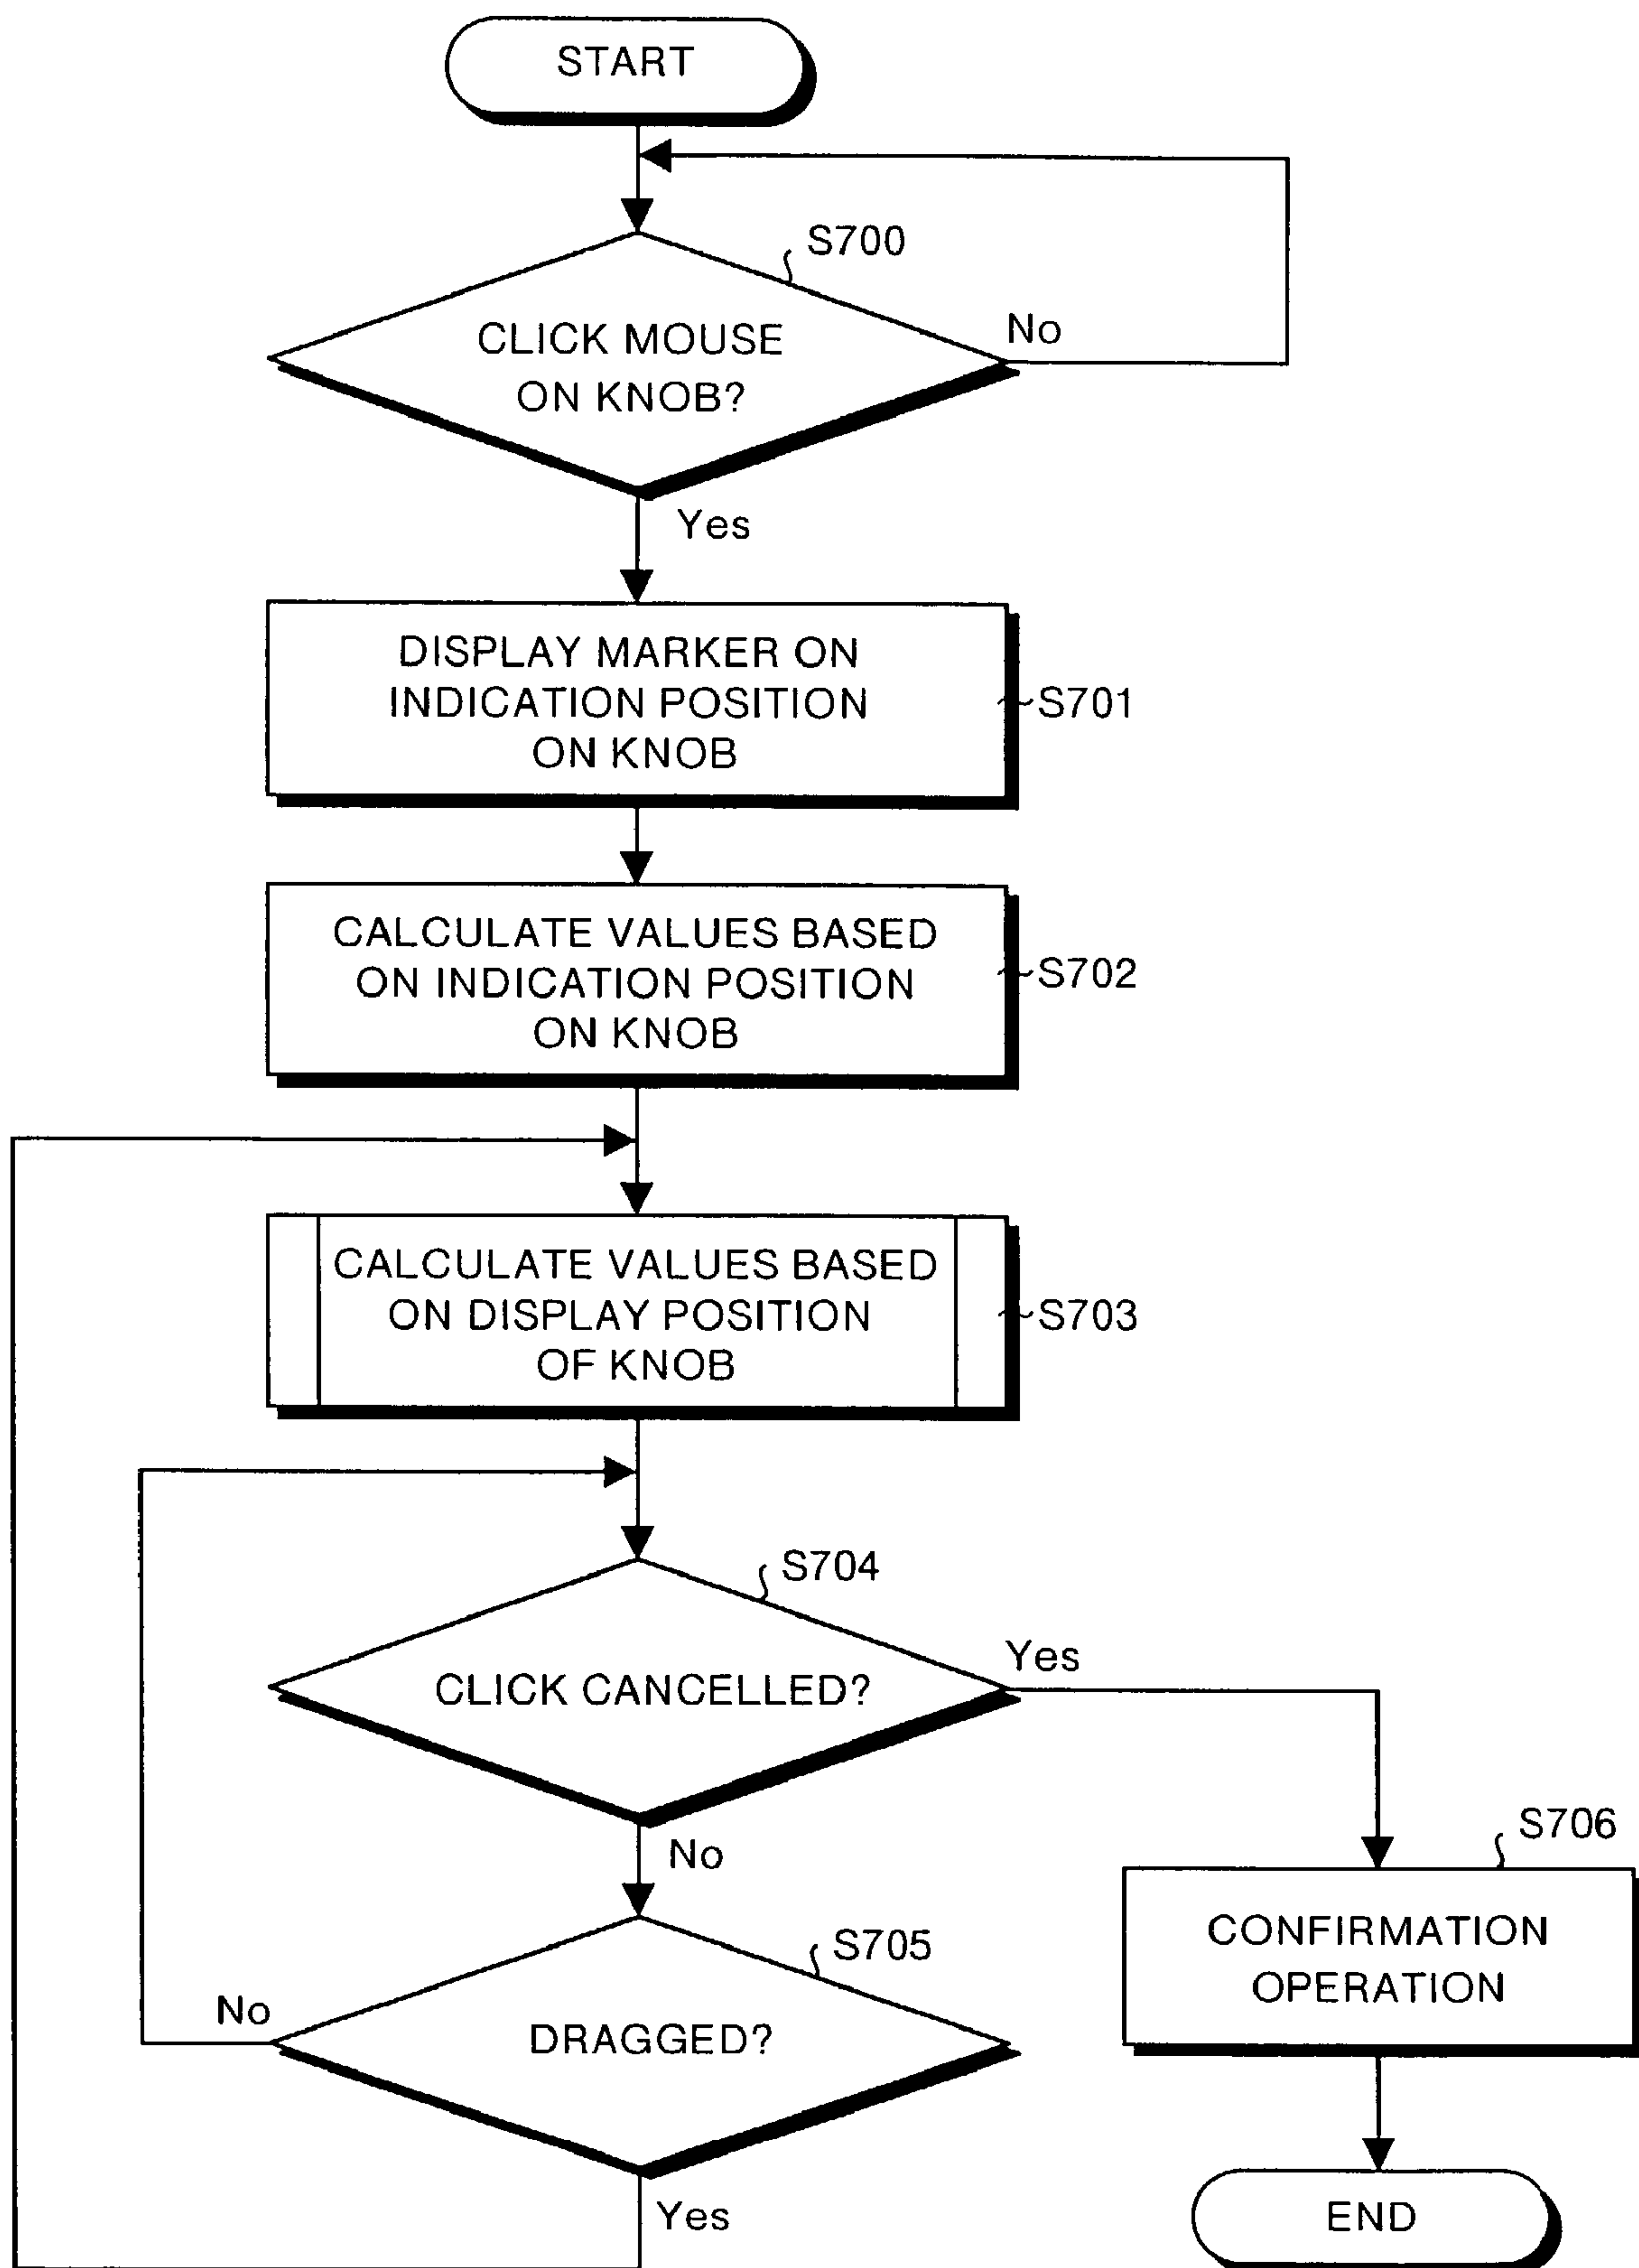 START
S700
CLICK MOUSE
ON KNOB?
No
Yes
DISPLAY MARKER ON
INDICATION POSITION
ON KNOB
S701
CALCULATE VALUES BASED
ON INDICATION POSITION
ON KNOB
S702
CALCULATE VALUES BASED
ON DISPLAY POSITION
OF KNOB
S703
S704
CLICK CANCELLED?
Yes
No
S705
DRAGGED?
No
Yes
S706
CONFIRMATION
OPERATION
END